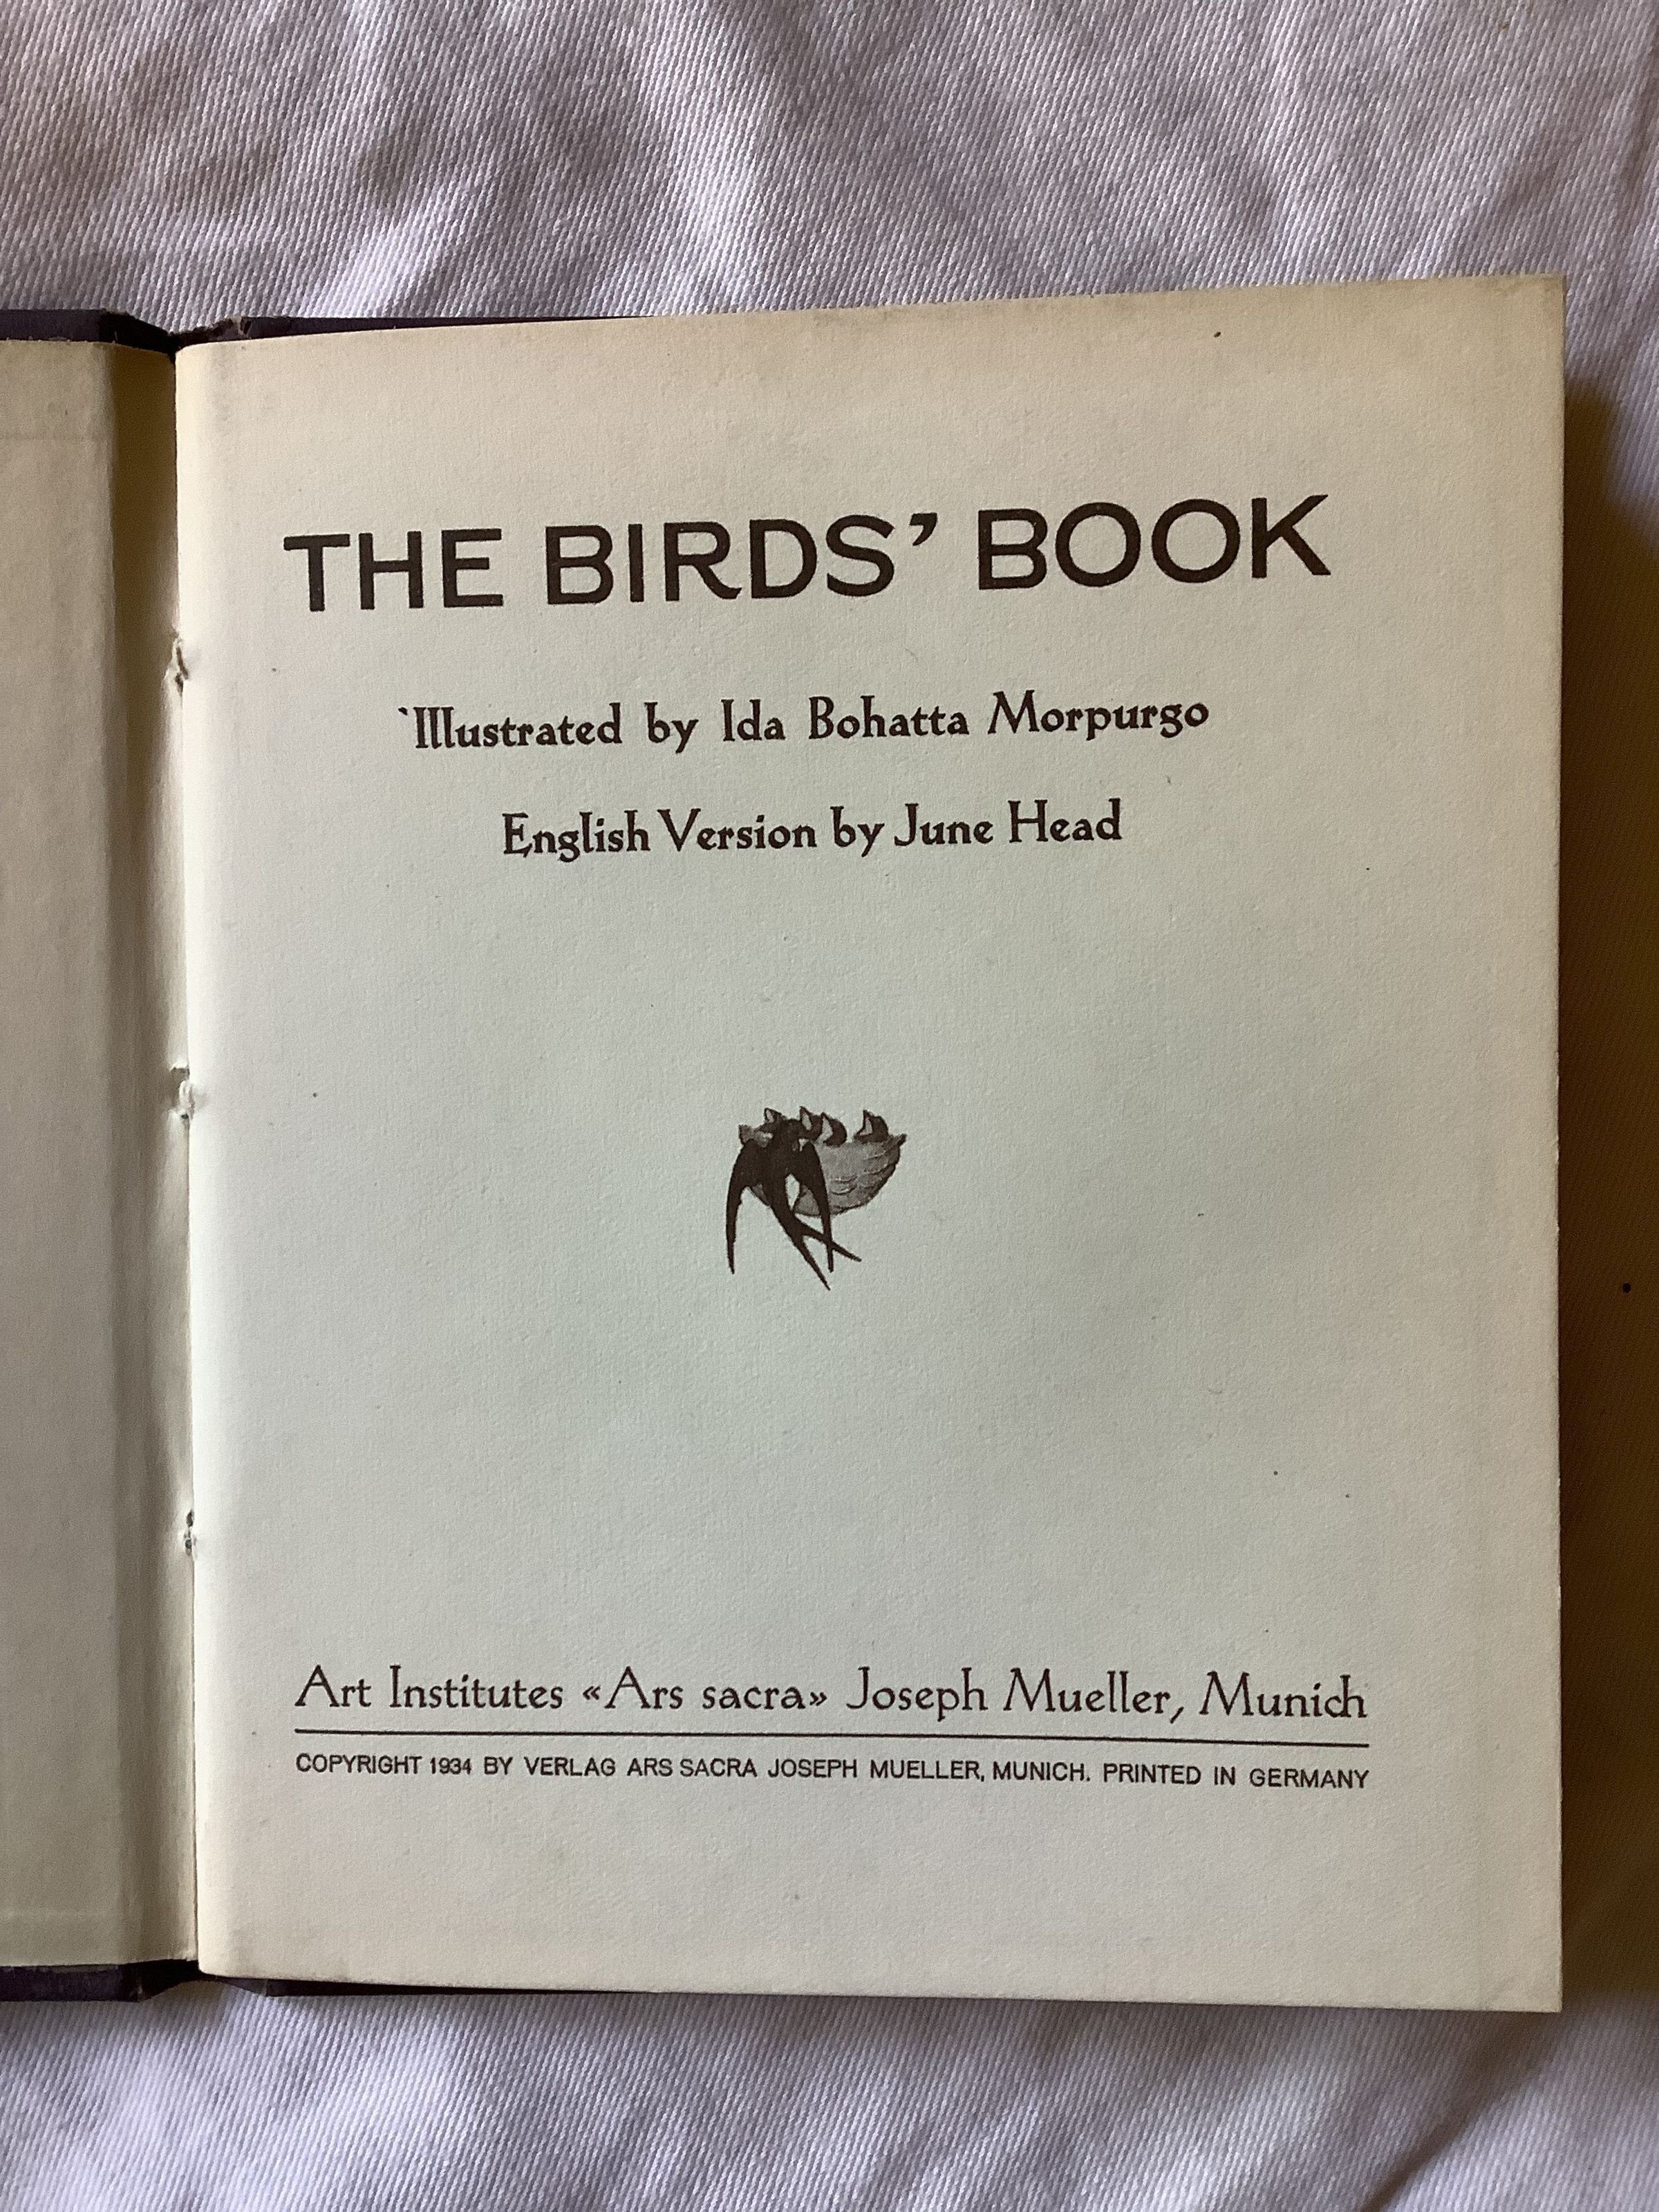 THE BIRDS’ BOOK
`Illustrated by Ida Bohatta Morpurgo
English Version by June Head
Art Institutes «Ars sacra» Joseph Mueller, Munich
COPYRIGHT 1934 BY VERLAG ARS SACRA JOSEPH MUELLER, MUNICH. PRINTED IN GERMANY